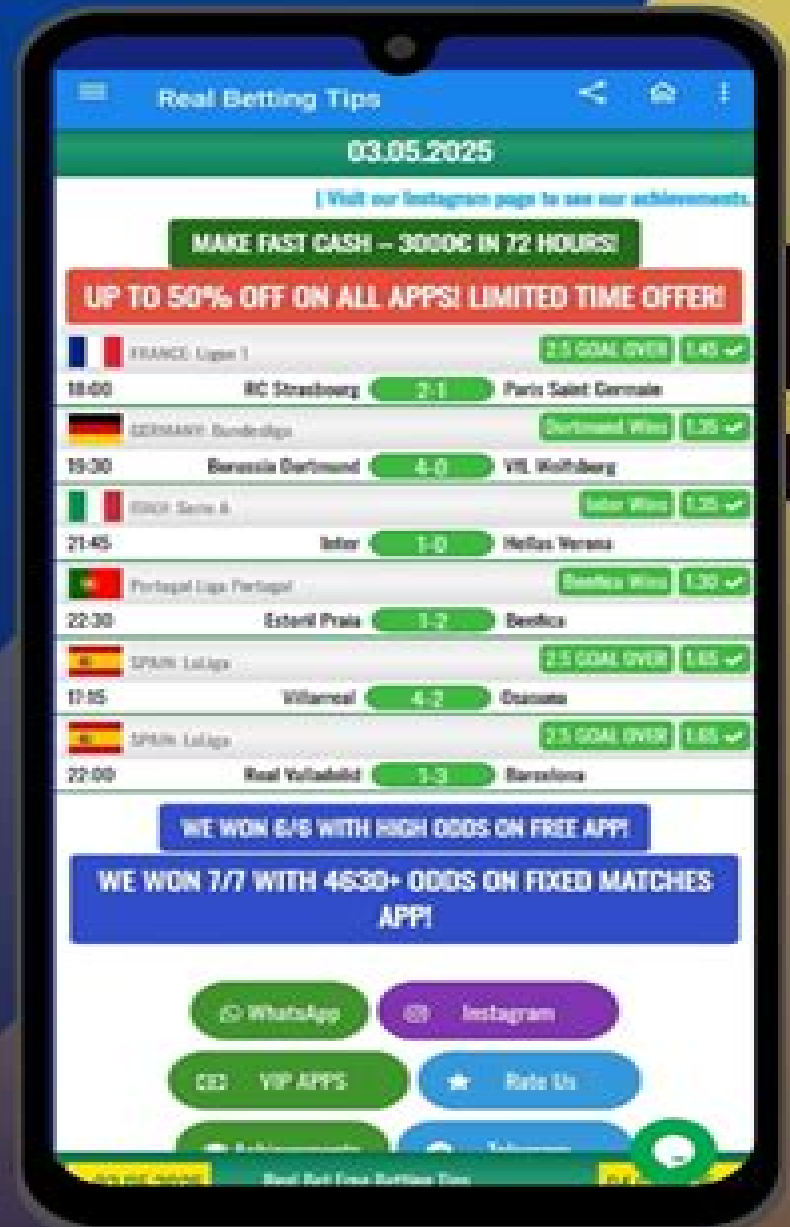 Real Betting Tips
03.05.2025
| Visit our Instagram page to see our achievements.
MAKE FAST CASH – 3000€ IN 72 HOURS!
UP TO 50% OFF ON ALL APPS! LIMITED TIME OFFER!
FRANCE: Ligue 1 2.5 GOAL OVER 1.45
18:00 RC Strasbourg 2-1 Paris Saint Germain
GERMANY: Bundesliga Dortmund Wins 1.35
19:30 Borussia Dortmund 4-0 VfL Wolfsburg
ITALY: Serie A Inter Wins 1.35
21:45 Inter 1-0 Hellas Verona
Portugal Liga Portugal Benfica Wins 1.30
22:30 Estoril Praia 1-2 Benfica
SPAIN: LaLiga 2.5 GOAL OVER 1.65
17:15 Villarreal 4-2 Osasuna
SPAIN: LaLiga 2.5 GOAL OVER 1.65
22:00 Real Valladolid 1-3 Barcelona
WE WON 6/6 WITH HIGH ODDS ON FREE APP!
WE WON 7/7 WITH 4630+ ODDS ON FIXED MATCHES
APP!
WhatsApp Instagram
VIP APPS Rate Us
Achievements Telegram
Real Bet Free Betting Tips